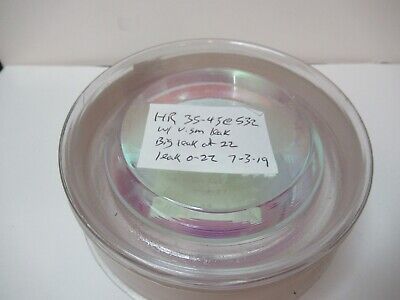 HR 35-45@532
w/ v.sm leak
Big leak at 22
leak 0-22 7-3-19